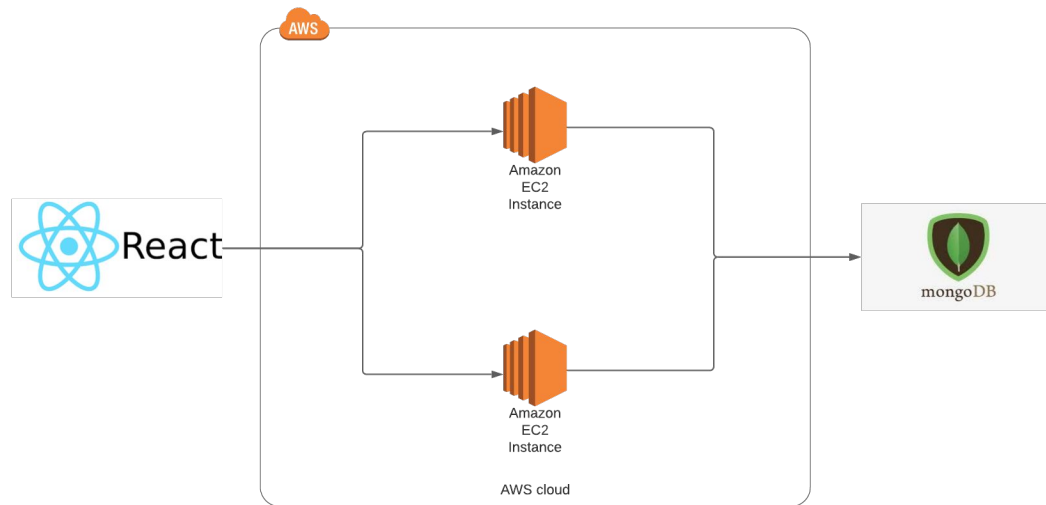 AWS
Amazon
EC2
Instance
React
mongoDB
Amazon
EC2
Instance
AWS cloud